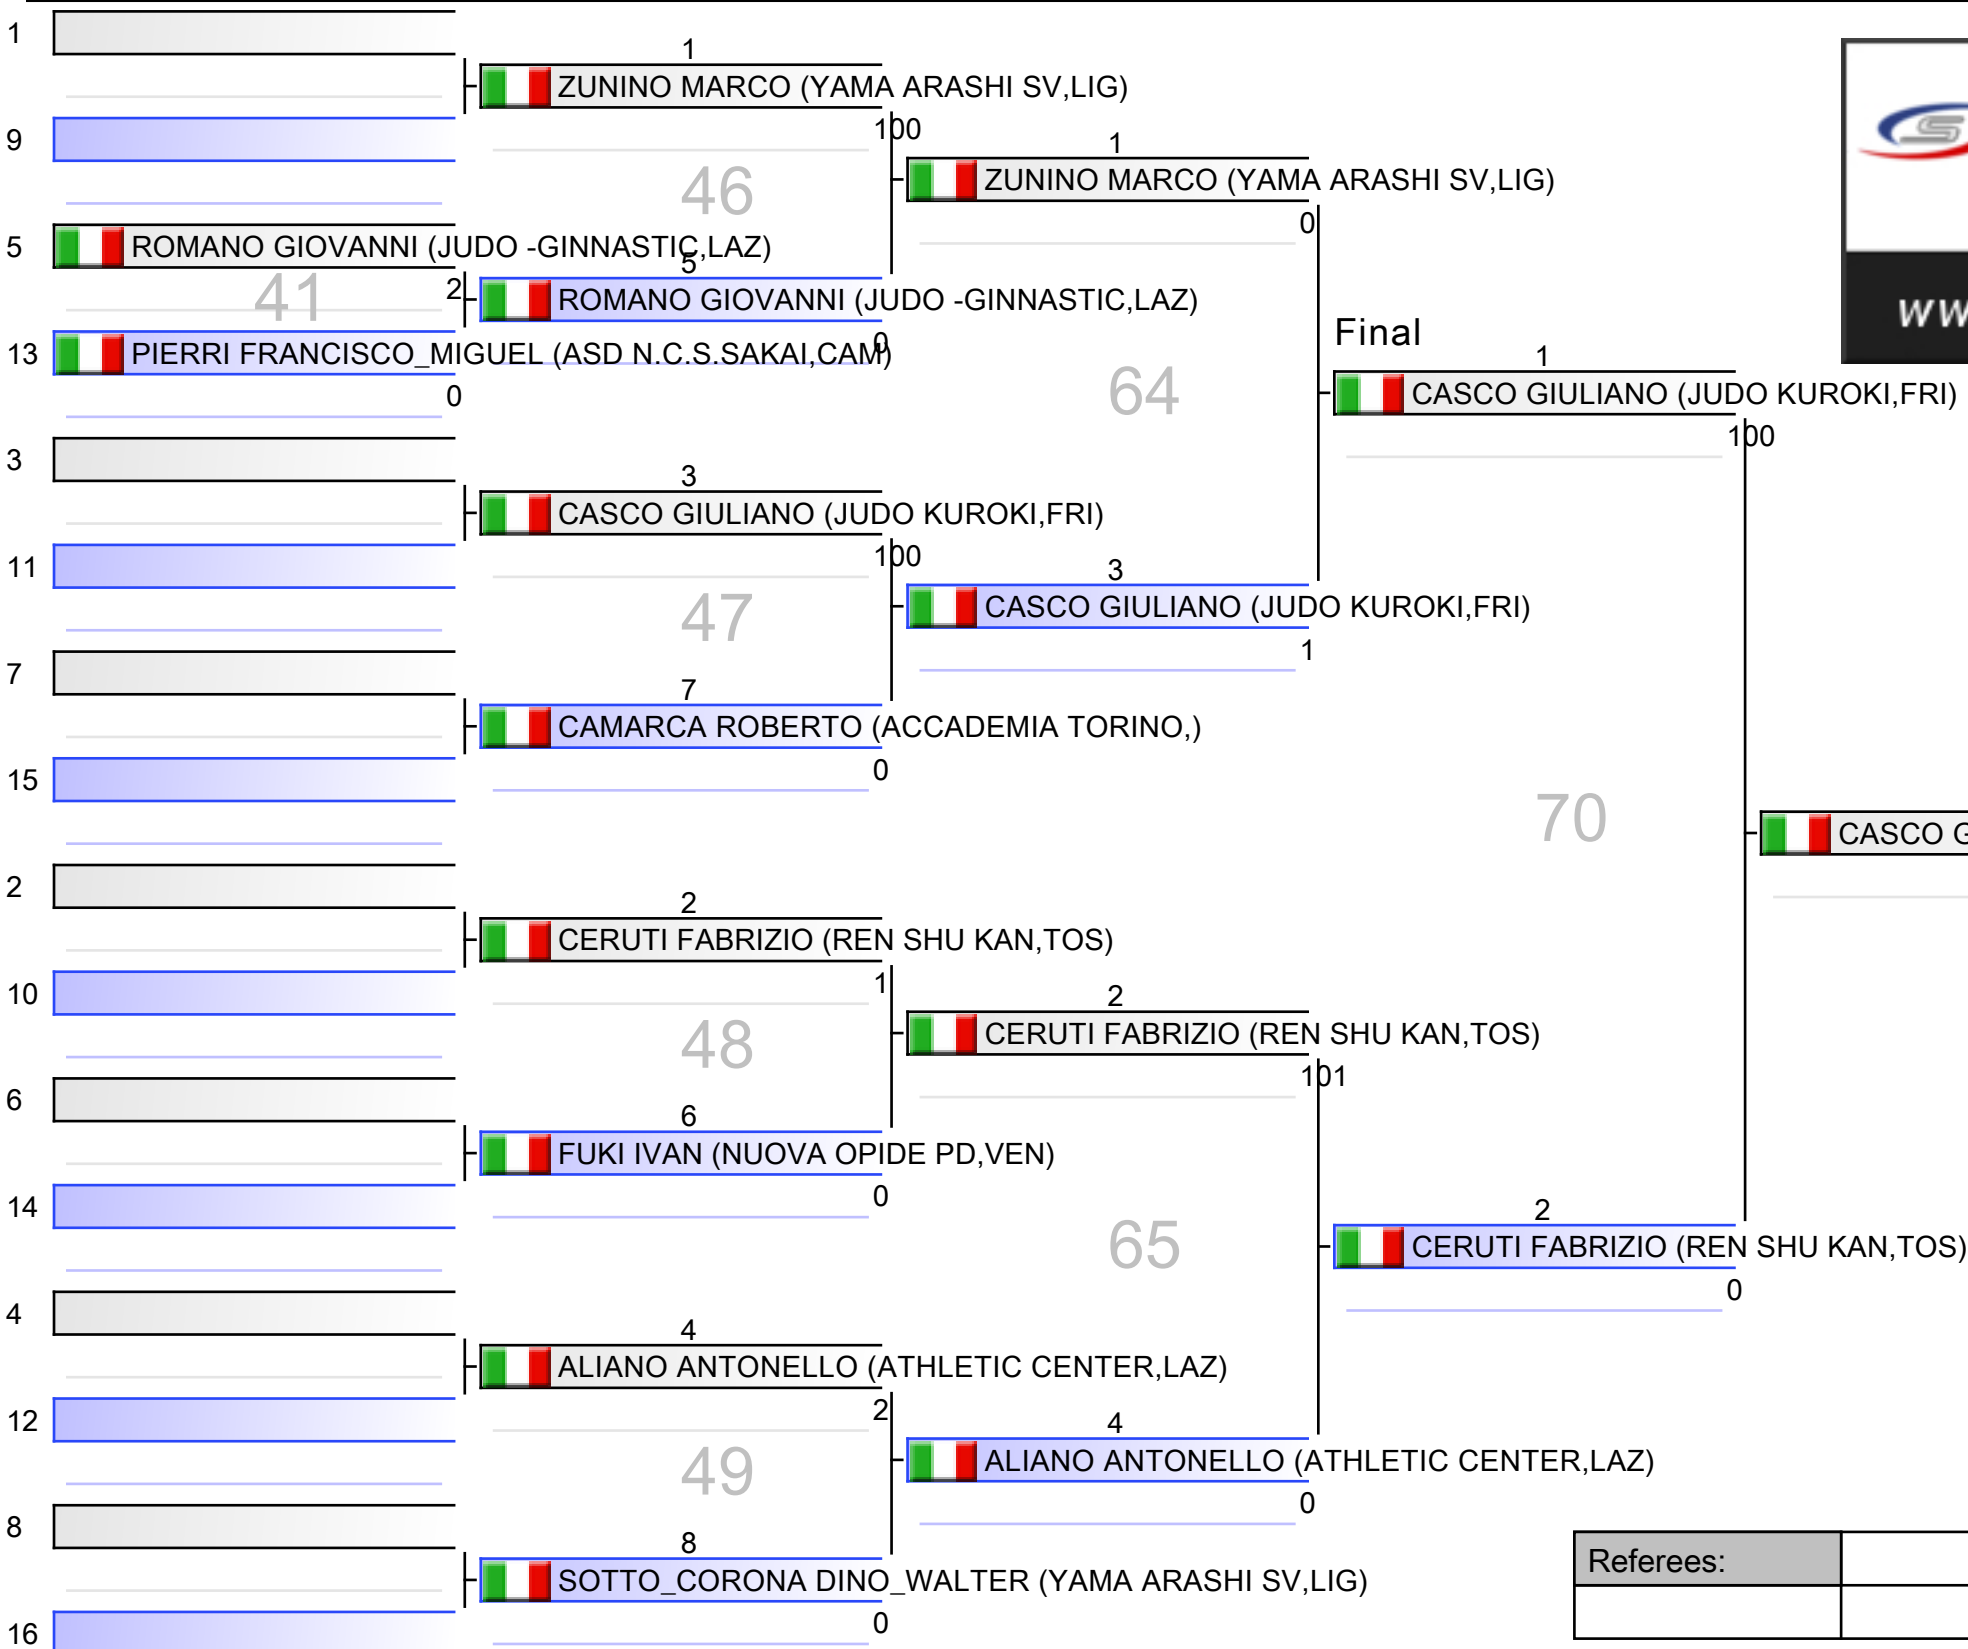 1
1
ZUNINO MARCO (YAMA ARASHI SV,LIG)
100
9
1
ZUNINO MARCO (YAMA ARASHI SV,LIG)
46
0
5
ROMANO GIOVANNI (JUDO -GINNASTIC,LAZ)
5
41
2
ROMANO GIOVANNI (JUDO -GINNASTIC,LAZ)
WW
Final
0
13
PIERRI FRANCISCO_MIGUEL (ASD N.C.S.SAKAI,CAM)
1
0
64
CASCO GIULIANO (JUDO KUROKI,FRI)
100
3
3
CASCO GIULIANO (JUDO KUROKI,FRI)
100
11
3
CASCO GIULIANO (JUDO KUROKI,FRI)
47
1
7
7
CAMARCA ROBERTO (ACCADEMIA TORINO,)
0
15
70
CASCO G
2
2
CERUTI FABRIZIO (REN SHU KAN,TOS)
1
10
2
CERUTI FABRIZIO (REN SHU KAN,TOS)
48
101
6
6
FUKI IVAN (NUOVA OPIDE PD,VEN)
0
14
65
2
CERUTI FABRIZIO (REN SHU KAN,TOS)
0
4
4
ALIANO ANTONELLO (ATHLETIC CENTER,LAZ)
2
12
4
ALIANO ANTONELLO (ATHLETIC CENTER,LAZ)
49
0
8
8
SOTTO_CORONA DINO_WALTER (YAMA ARASHI SV,LIG)
0
Referees:
16